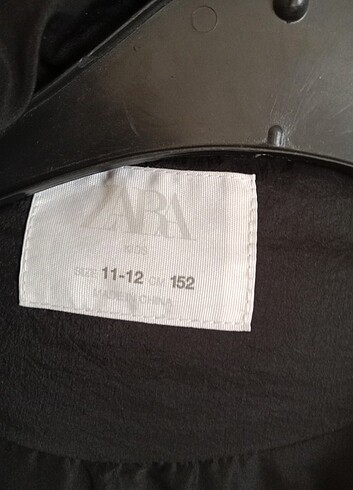 ZARA
KIDS
SIZE 11-12 CM 152
MADE IN CHINA